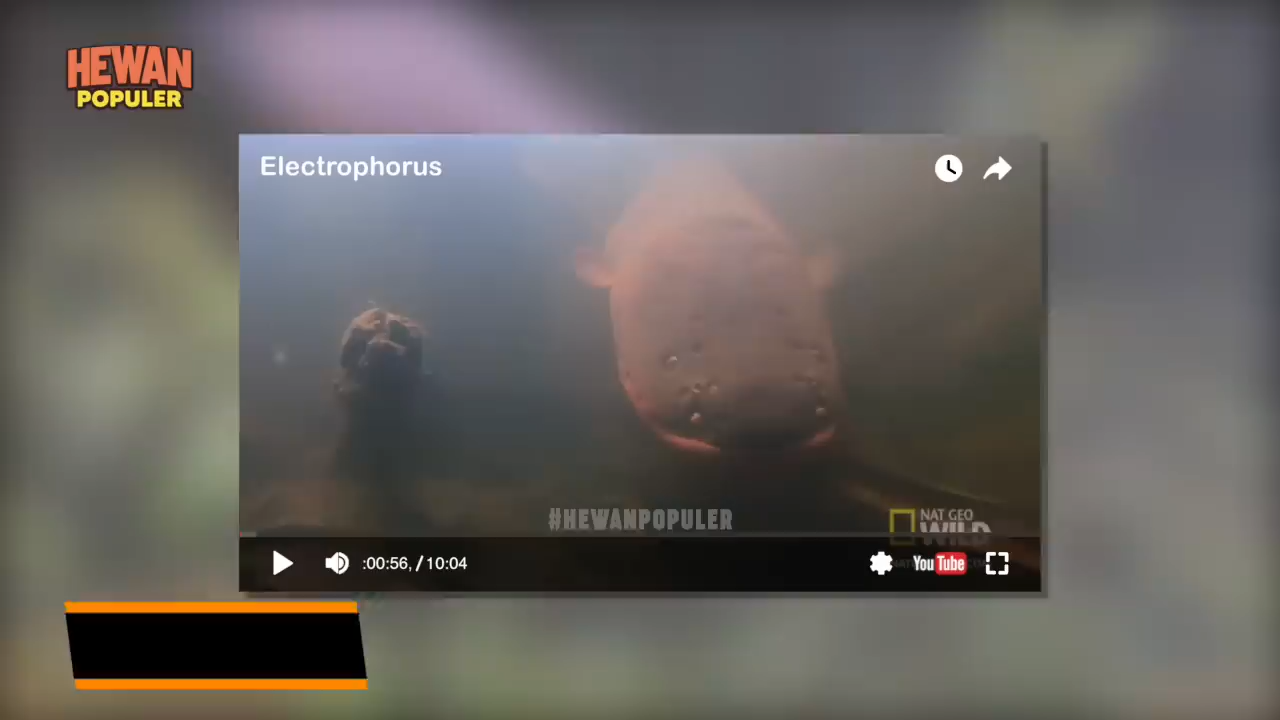 HEWAN
POPULER
Electrophorus
#HEWANPOPULER
NAT GEO
WILD
:00:56, / 10:04
YouTube